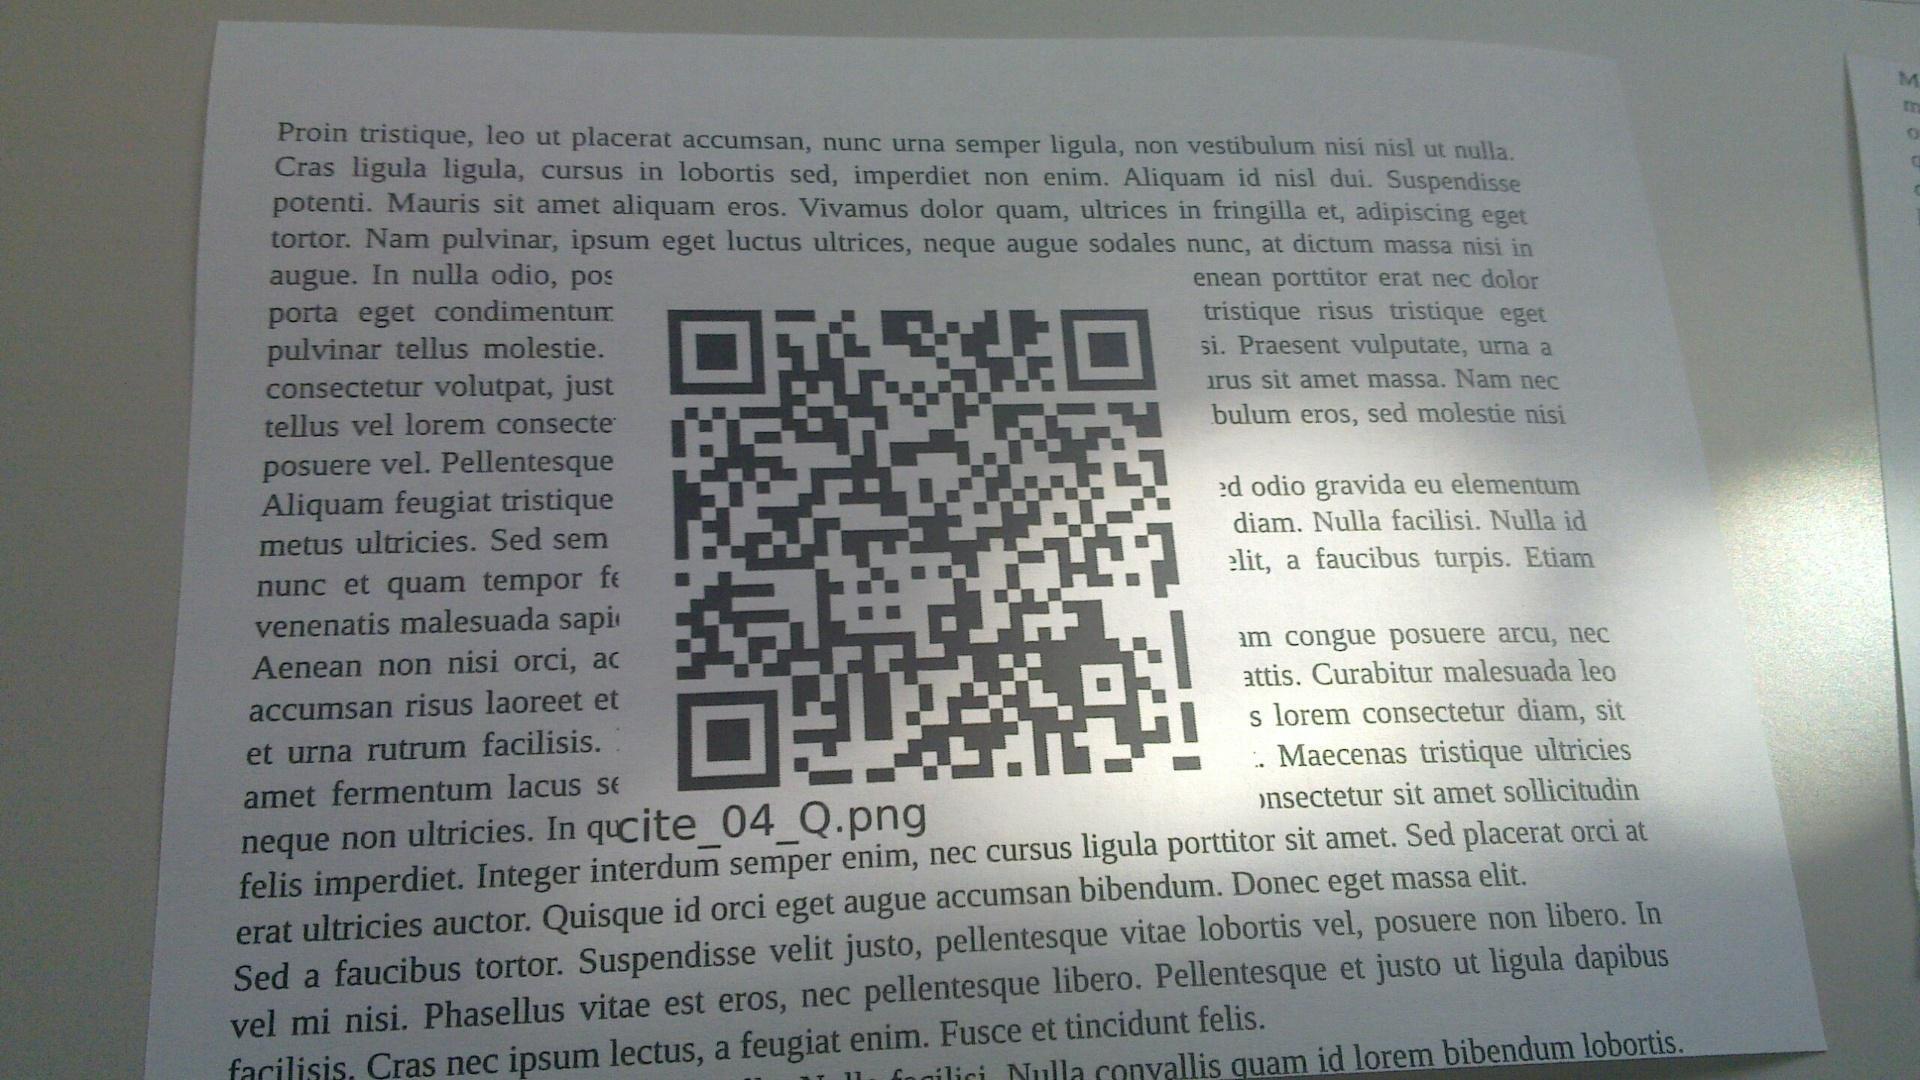 Proin tristique, leo ut placerat accumsan, nunc urna semper ligula, non vestibulum nisi nisl ut nulla.
Cras ligula ligula, cursus in lobortis sed, imperdiet non enim. Aliquam id nisl dui. Suspendisse
potenti. Mauris sit amet aliquam eros. Vivamus dolor quam, ultrices in fringilla et, adipiscing eget
tortor. Nam pulvinar, ipsum eget luctus ultrices, neque augue sodales nunc, at dictum massa nisi in
augue. In nulla odio, pos enean porttitor erat nec dolor
porta eget condimentum tristique risus tristique eget
pulvinar tellus molestie. si. Praesent vulputate, urna a
consectetur volutpat, just urus sit amet massa. Nam nec
tellus vel lorem consecte bulum eros, sed molestie nisi
posuere vel. Pellentesque
Aliquam feugiat tristique ed odio gravida eu elementum
metus ultricies. Sed sem diam. Nulla facilisi. Nulla id
nunc et quam tempor fe elit, a faucibus turpis. Etiam
venenatis malesuada sapi
Aenean non nisi orci, ac am congue posuere arcu, nec
accumsan risus laoreet et attis. Curabitur malesuada leo
et urna rutrum facilisis. s lorem consectetur diam, sit
amet fermentum lacus se . Maecenas tristique ultricies
neque non ultricies. In qu onsectetur sit amet sollicitudin
cite_04_Q.png
felis imperdiet. Integer interdum semper enim, nec cursus ligula porttitor sit amet. Sed placerat orci at
erat ultricies auctor. Quisque id orci eget augue accumsan bibendum. Donec eget massa elit.
Sed a faucibus tortor. Suspendisse velit justo, pellentesque vitae lobortis vel, posuere non libero. In
vel mi nisi. Phasellus vitae est eros, nec pellentesque libero. Pellentesque et justo ut ligula dapibus
facilisis. Cras nec ipsum lectus, a feugiat enim. Fusce et tincidunt felis.
Nulla convallis quam id lorem bibendum lobortis.